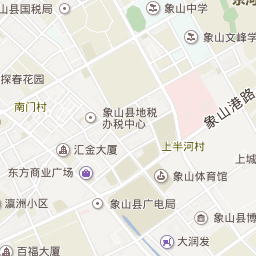 象山中学
山县国税局
象山文峰学
探春花园
南门村
象山县地税
办税中心
象山港路
汇金大厦
上半河村
上城
东方商业广场
象山体育馆
瀛洲小区
象山县广电局
象山县博
大润发
百福大厦